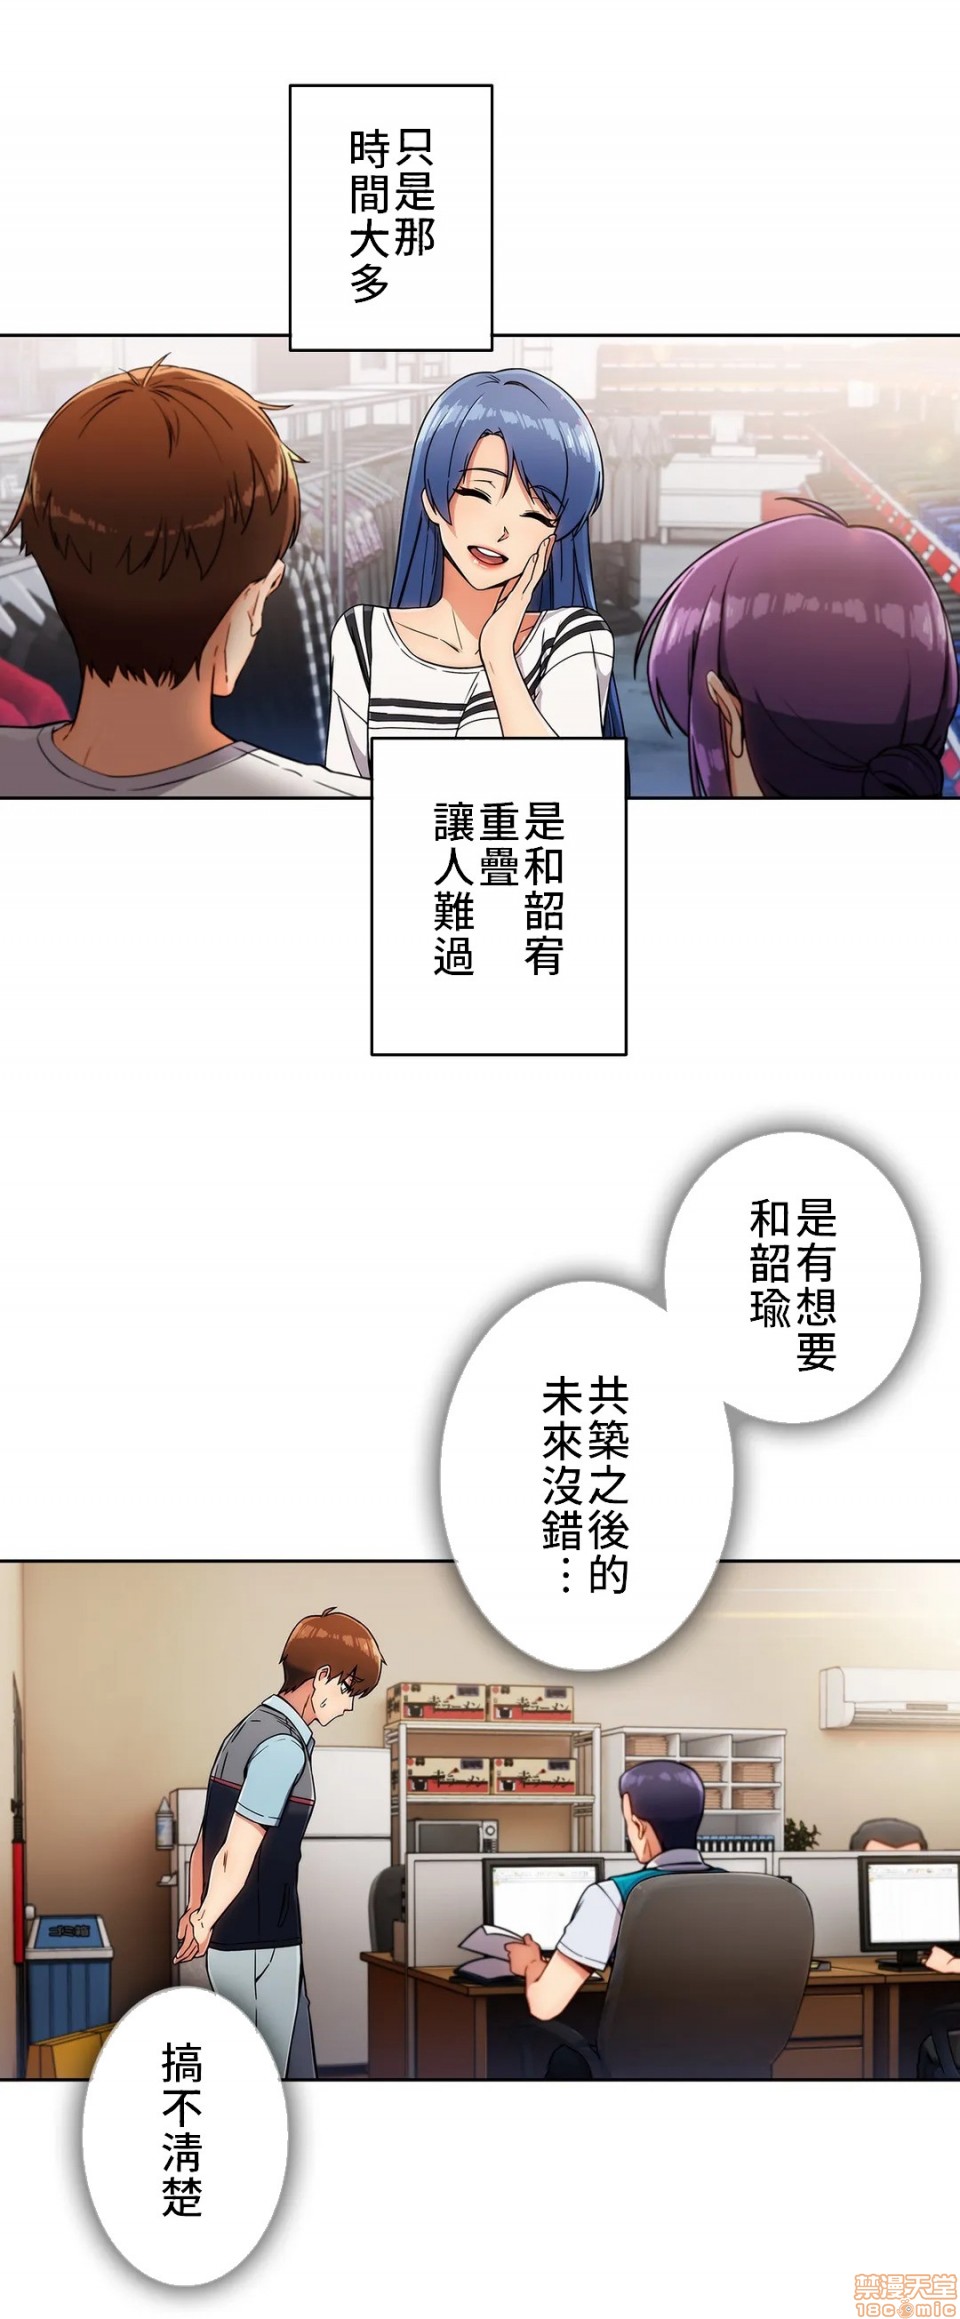 只是那
時間大多
是和韶宥
重疊
讓人難過
是有想要
和韶瑜
共築之後的
未來沒錯…
搞不清楚
禁漫天堂
18comic